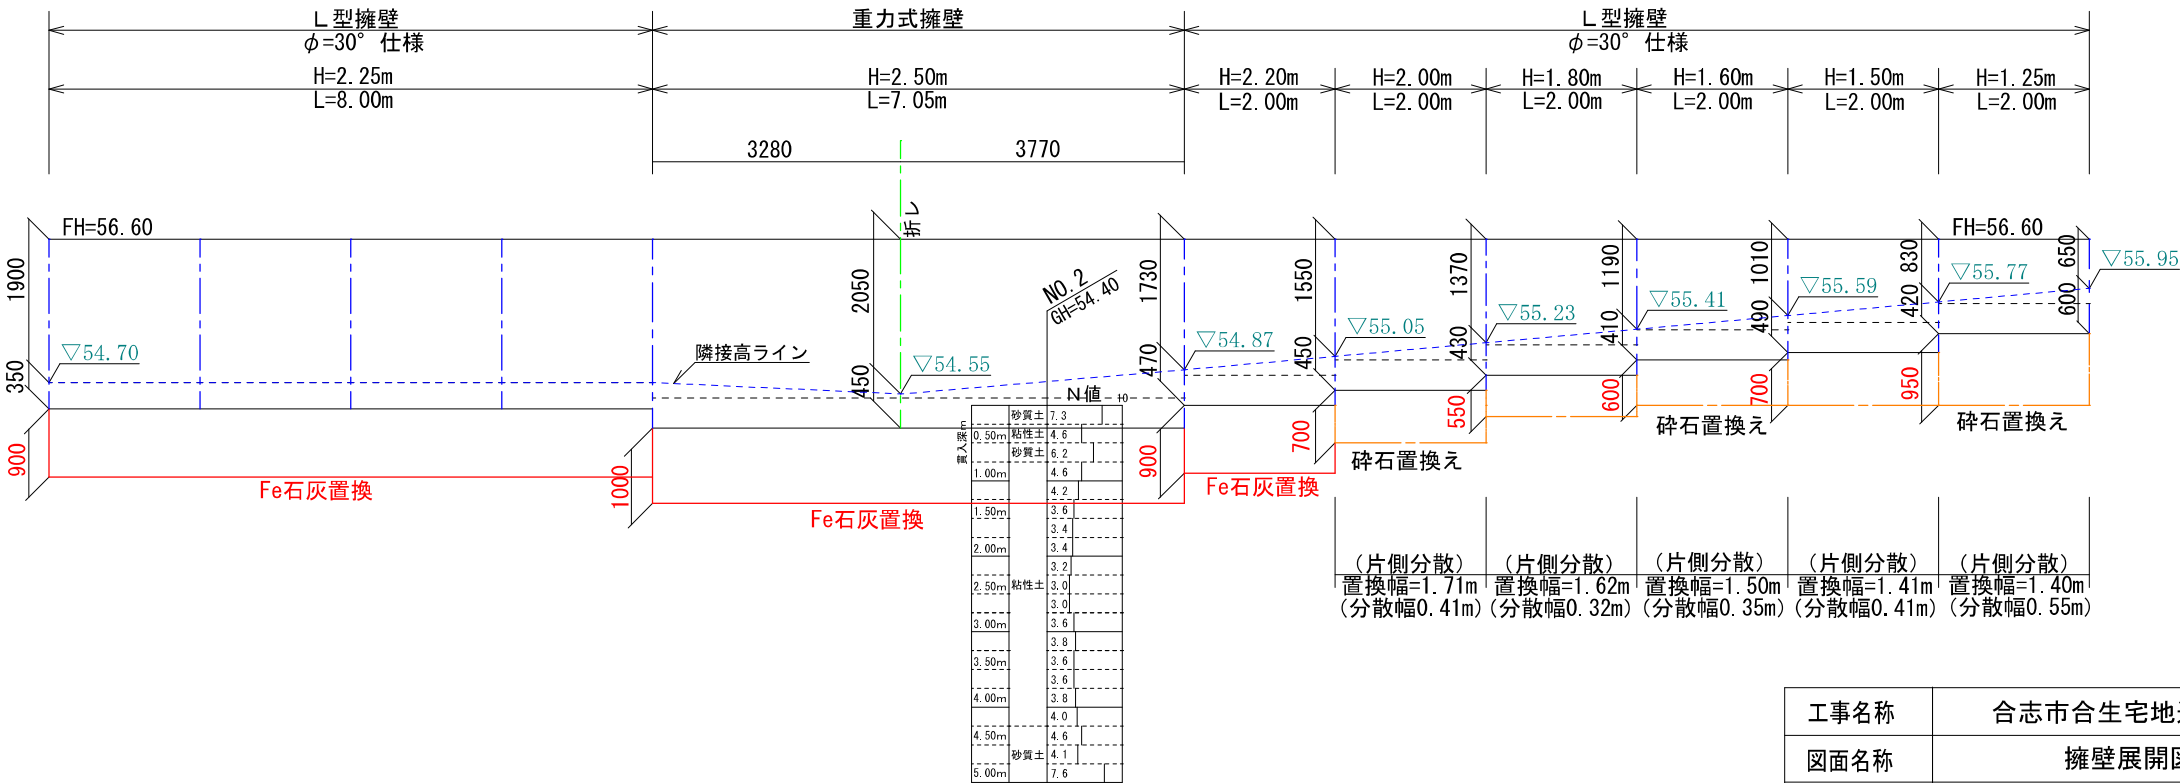 L型擁壁
φ=30°仕様
H=2.25m
L=8.00m
重力式擁壁
H=2.50m
L=7.05m
L型擁壁
φ=30°仕様
H=2.20m
L=2.00m
H=2.00m
L=2.00m
H=1.80m
L=2.00m
H=1.60m
L=2.00m
H=1.50m
L=2.00m
H=1.25m
L=2.00m
3280
3770
FH=56.60
FH=56.60
折レ
1900
350
900
2050
450
1000
1730
470
900
1550
450
700
1370
430
550
1190
410
600
1010
490
700
830
420
950
650
600
▽54.70
隣接高ライン
▽54.55
NO.2
GH=54.40
▽54.87
▽55.05
▽55.23
▽55.41
▽55.59
▽55.77
▽55.95
Fe石灰置換
Fe石灰置換
Fe石灰置換
砕石置換え
砕石置換え
砕石置換え
N値 10
貫入深m
砂質土 7.3
0.50m 粘性土 4.6
砂質土 6.2
1.00m 4.6
4.2
1.50m 3.6
3.4
2.00m 3.4
3.2
2.50m 粘性土 3.0
3.0
3.00m 3.6
3.8
3.50m 3.6
3.6
4.00m 3.8
4.0
4.50m 4.6
砂質土 4.1
5.00m 7.6
(片側分散)
置換幅=1.71m
(分散幅0.41m)
(片側分散)
置換幅=1.62m
(分散幅0.32m)
(片側分散)
置換幅=1.50m
(分散幅0.35m)
(片側分散)
置換幅=1.41m
(分散幅0.41m)
(片側分散)
置換幅=1.40m
(分散幅0.55m)
工事名称 合志市合生宅地
図面名称 擁壁展開図